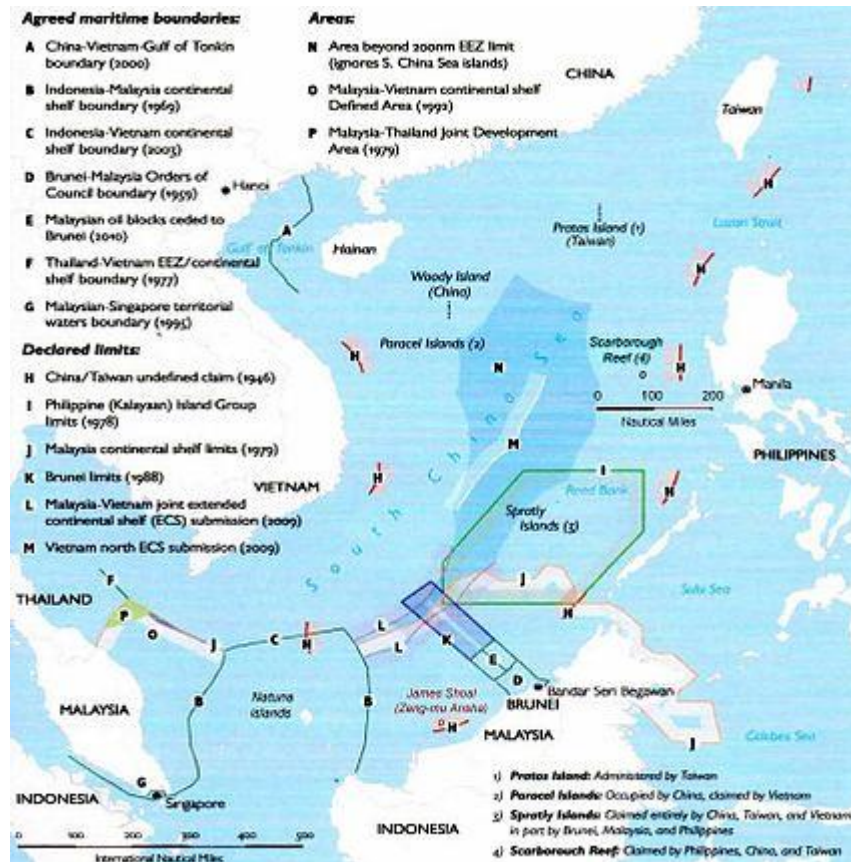 Agreed maritime boundaries:
A China-Vietnam-Gulf of Tonkin
boundary (2000)
B Indonesia-Malaysia continental
shelf boundary (1969)
C Indonesia-Vietnam continental
shelf boundary (2003)
D Brunei-Malaysia Orders of
Council boundary (1959)
E Malaysian oil blocks ceded to
Brunei (2010)
F Thailand-Vietnam EEZ/continental
shelf boundary (1977)
G Malaysian-Singapore territorial
waters boundary (1995)
Declared limits:
H China/Taiwan undefined claim (1946)
I Philippine (Kalayaan) Island Group
limits (1978)
J Malaysia continental shelf limits (1979)
K Brunei limits (1988)
L Malaysia-Vietnam joint extended
continental shelf (ECS) submission (2009)
M Vietnam north ECS submission (2009)
Areas:
N Area beyond 200nm EEZ limit
(ignores S. China Sea islands)
O Malaysia-Vietnam continental shelf
Defined Area (1992)
P Malaysia-Thailand Joint Development
Area (1979)
CHINA
Taiwan
H
Hanoi
A
Gulf of Tonkin
Hainan
Pratas Island (1)
(Taiwan)
Luzon Strait
H
Woody Island
(China)
H
Paracel Islands (2)
N
Scarborough
Reef (4)
H
Manila
0 100 200
Nautical Miles
South China Sea
M
PHILIPPINES
VIETNAM
H
I
Reed Bank
H
Spratly
Islands (3)
Sulu Sea
THAILAND
F
P
O
J
C
H
L
L
K
J
H
E
D
Bandar Seri Begawan
BRUNEI
MALAYSIA
B
Natuna
Islands
B
James Shoal
(Zeng-mu Ansha)
H
MALAYSIA
J
Celebes Sea
G
Singapore
INDONESIA
INDONESIA
0 100 200 300 400 500
International Nautical Miles
1) Pratas Island: Administered by Taiwan
2) Paracel Islands: Occupied by China, claimed by Vietnam
3) Spratly Islands: Claimed entirely by China, Taiwan, and Vietnam
in part by Brunei, Malaysia, and Philippines
4) Scarborough Reef: Claimed by Philippines, China, and Taiwan